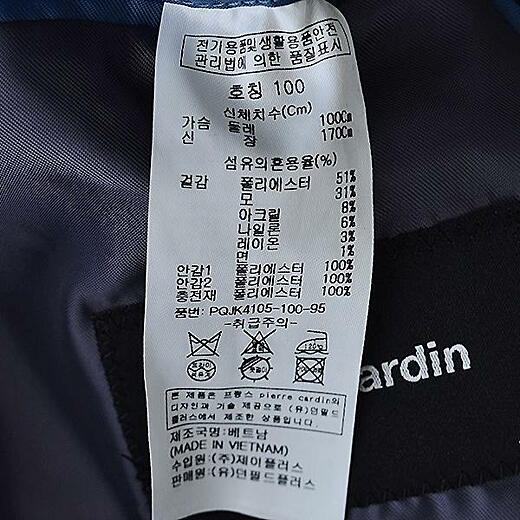 전기용품및생활용품안전
관리법에 의한 품질표시
호칭 100
신체치수(Cm)
가슴 둘레 100Cm
신 장 170Cm
섬유의혼용율(%)
겉감 폴리에스터 51%
모 31%
아크릴 8%
나일론 6%
레이온 3%
면 1%
안감1 폴리에스터 100%
안감2 폴리에스터 100%
충전재 폴리에스터 100%
품번: PQJK4105-100-95
-취급주의-
120℃
드라이
옷걸이
본 제품은 프랑스 pierre cardin의
디자인과 기술 제공으로 (유)던필드
플러스에서 제조한 상품입니다.
제조국명:베트남
(MADE IN VIETNAM)
수입원: (주)제이플러스
판매원: (유)던필드플러스
ardin